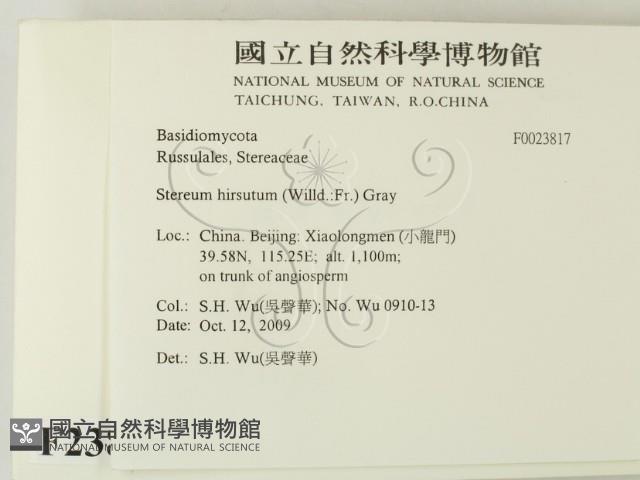 國立自然科學博物館
NATIONAL MUSEUM OF NATURAL SCIENCE
TAICHUNG, TAIWAN, R.O.CHINA
Basidiomycota F0023817
Russulales, Stereaceae
Stereum hirsutum (Willd.:Fr.) Gray
Loc.: China. Beijing: Xiaolongmen (小龍門)
39.58N, 115.25E; alt. 1,100m;
on trunk of angiosperm
Col.: S.H. Wu(吳聲華); No. Wu 0910-13
Date: Oct. 12, 2009
Det.: S.H. Wu(吳聲華)
國立自然科學博物館
NATIONAL MUSEUM OF NATURAL SCIENCE